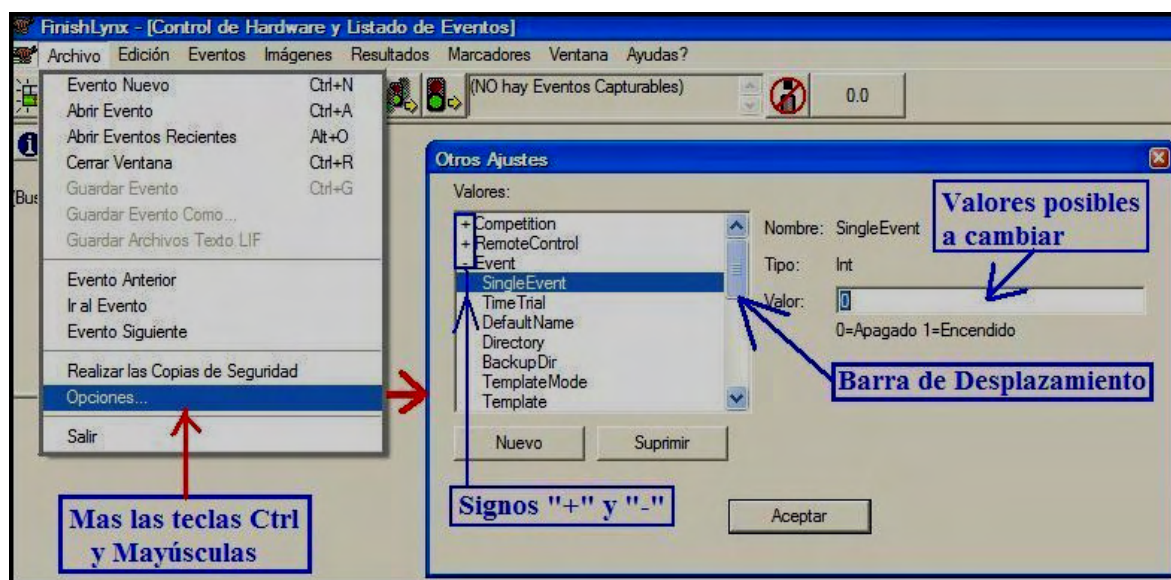 FinishLynx - [Control de Hardware y Listado de Eventos]
Archivo Edición Eventos Imágenes Resultados Marcadores Ventana Ayudas?
(NO hay Eventos Capturables)
0.0
Evento Nuevo Ctrl+N
Abrir Evento Ctrl+A
Abrir Eventos Recientes Alt+O
Cerrar Ventana Ctrl+R
Guardar Evento Ctrl+G
Guardar Evento Como...
Guardar Archivos Texto.LIF
Evento Anterior
Ir al Evento
Evento Siguiente
Realizar las Copias de Seguridad
Opciones...
Salir
(Bus
Mas las teclas Ctrl
y Mayúsculas
Otros Ajustes
Valores:
+ Competition
+ RemoteControl
- Event
SingleEvent
TimeTrial
DefaultName
Directory
BackupDir
TemplateMode
Template
Nombre: SingleEvent
Tipo: Int
Valor: 0
0=Apagado 1=Encendido
Valores posibles
a cambiar
Barra de Desplazamiento
Nuevo Suprimir
Signos "+" y "-"
Aceptar